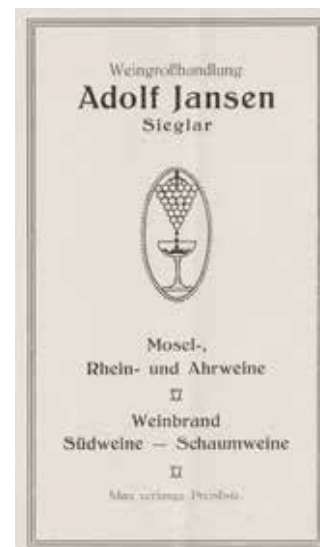 Weingroßhandlung
Adolf Jansen
Sieglar
Mosel-,
Rhein- und Ahrweine
Weinbrand
Südweine — Schaumweine
Man verlange Preisliste.